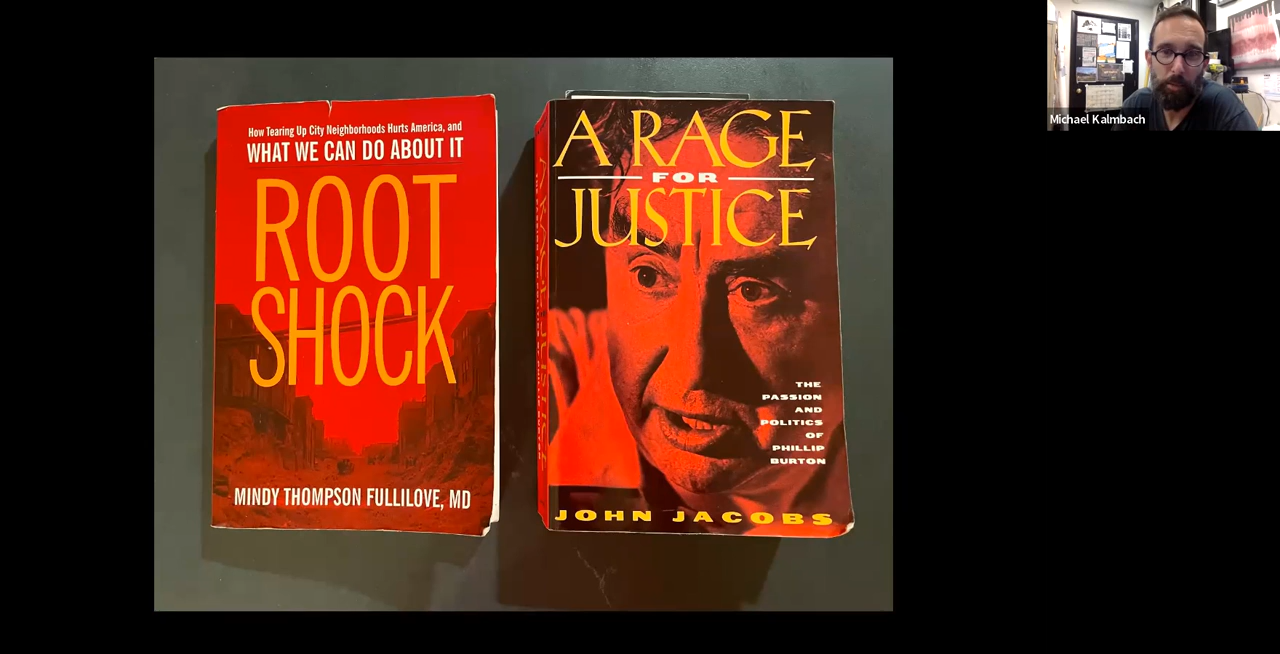 How Tearing Up City Neighborhoods Hurts America, and
WHAT WE CAN DO ABOUT IT
ROOT
SHOCK
MINDY THOMPSON FULLILOVE, MD
A RAGE
FOR
JUSTICE
THE
PASSION
AND
POLITICS
OF
PHILLIP
BURTON
JOHN JACOBS
Michael Kalmbach